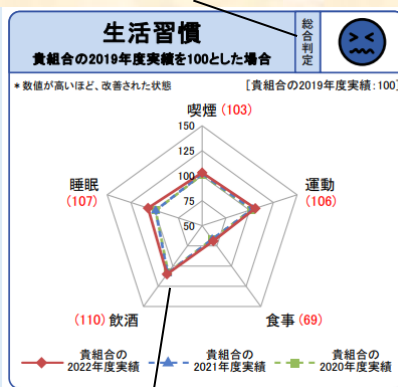 生活習慣
貴組合の2019年度実績を100とした場合
総合判定
*数値が高いほど、改善された状態
[貴組合の2019年度実績:100]
喫煙(103)
150
125
100
75
50
睡眠
(107)
運動
(106)
(110)飲酒
食事(69)
貴組合の
2022年度実績
貴組合の
2021年度実績
貴組合の
2020年度実績